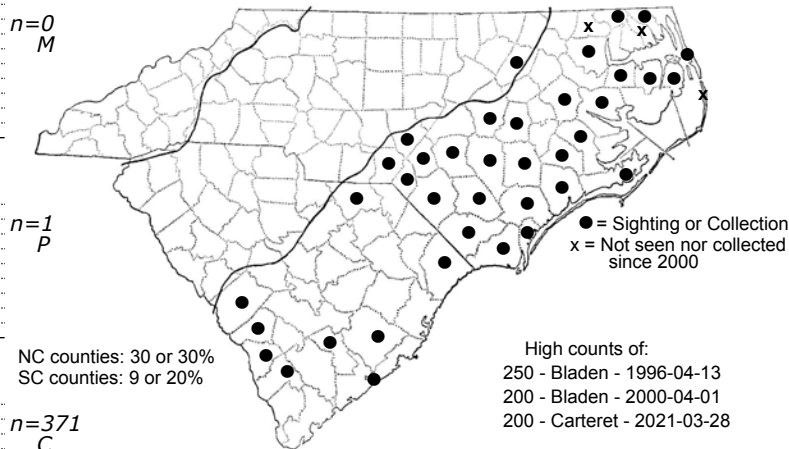 n=0
M
x
x
x
n=1
P
● = Sighting or Collection
x = Not seen nor collected
since 2000
NC counties: 30 or 30%
SC counties: 9 or 20%
High counts of:
250 - Bladen - 1996-04-13
200 - Bladen - 2000-04-01
200 - Carteret - 2021-03-28
n=371
C